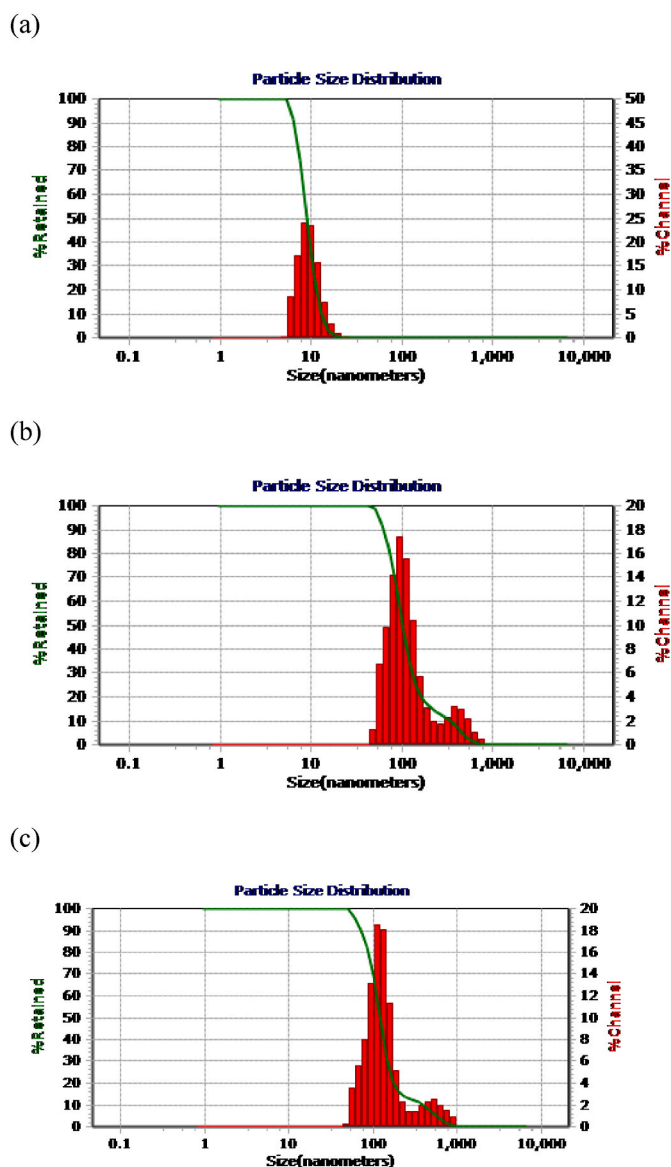 (a)
Particle Size Distribution
100 90 80 70 60 50 40 30 20 10 0
%Retained
50 45 40 35 30 25 20 15 10 5 0
%Channel
0.1 1 10 100 1,000 10,000
Size(nanometers)
(b)
Particle Size Distribution
100 90 80 70 60 50 40 30 20 10 0
%Retained
20 18 16 14 12 10 8 6 4 2 0
%Channel
0.1 1 10 100 1,000 10,000
Size(nanometers)
(c)
Particle Size Distribution
100 90 80 70 60 50 40 30 20 10 0
%Retained
20 18 16 14 12 10 8 6 4 2 0
%Channel
0.1 1 10 100 1,000 10,000
Size(nanometers)